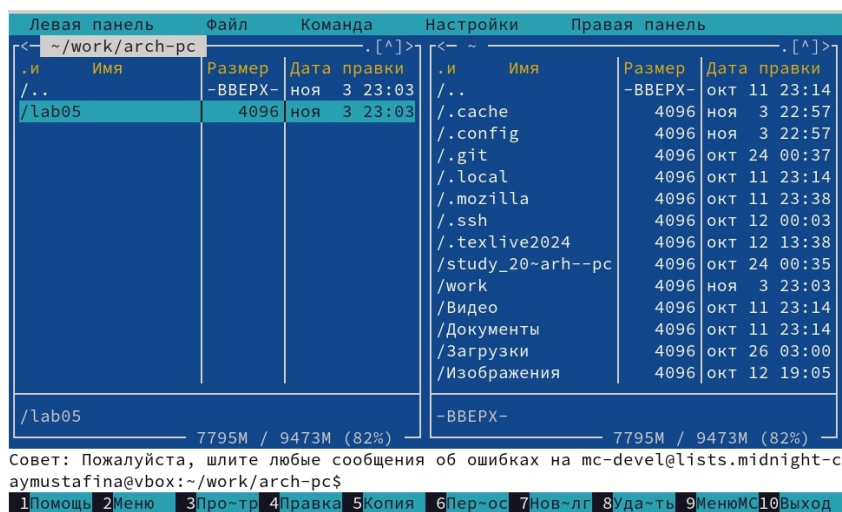 Левая панель Файл Команда Настройки Правая панель
<— ~/work/arch-pc .[^]> <— ~ .[^]>
.и Имя Размер Дата правки .и Имя Размер Дата правки
/.. -ВВЕРХ- ноя 3 23:03 /.. -ВВЕРХ- окт 11 23:14
/lab05 4096 ноя 3 23:03 /.cache 4096 ноя 3 22:57
/.config 4096 ноя 3 22:57
/.git 4096 окт 24 00:37
/.local 4096 окт 11 23:14
/.mozilla 4096 окт 11 23:38
/.ssh 4096 окт 12 00:03
/.texlive2024 4096 окт 12 13:38
/study_20~arh--pc 4096 окт 24 00:35
/work 4096 ноя 3 23:03
/Видео 4096 окт 11 23:14
/Документы 4096 окт 11 23:14
/Загрузки 4096 окт 26 03:00
/Изображения 4096 окт 12 19:05
/lab05 -ВВЕРХ-
7795M / 9473M (82%) 7795M / 9473M (82%)
Совет: Пожалуйста, шлите любые сообщения об ошибках на mc-devel@lists.midnight-c
aymustafina@vbox:~/work/arch-pc$
1Помощь 2Меню 3Про~тр 4Правка 5Копия 6Пер~ос 7Нов~лг 8Уда~ть 9МенюMC 10Выход